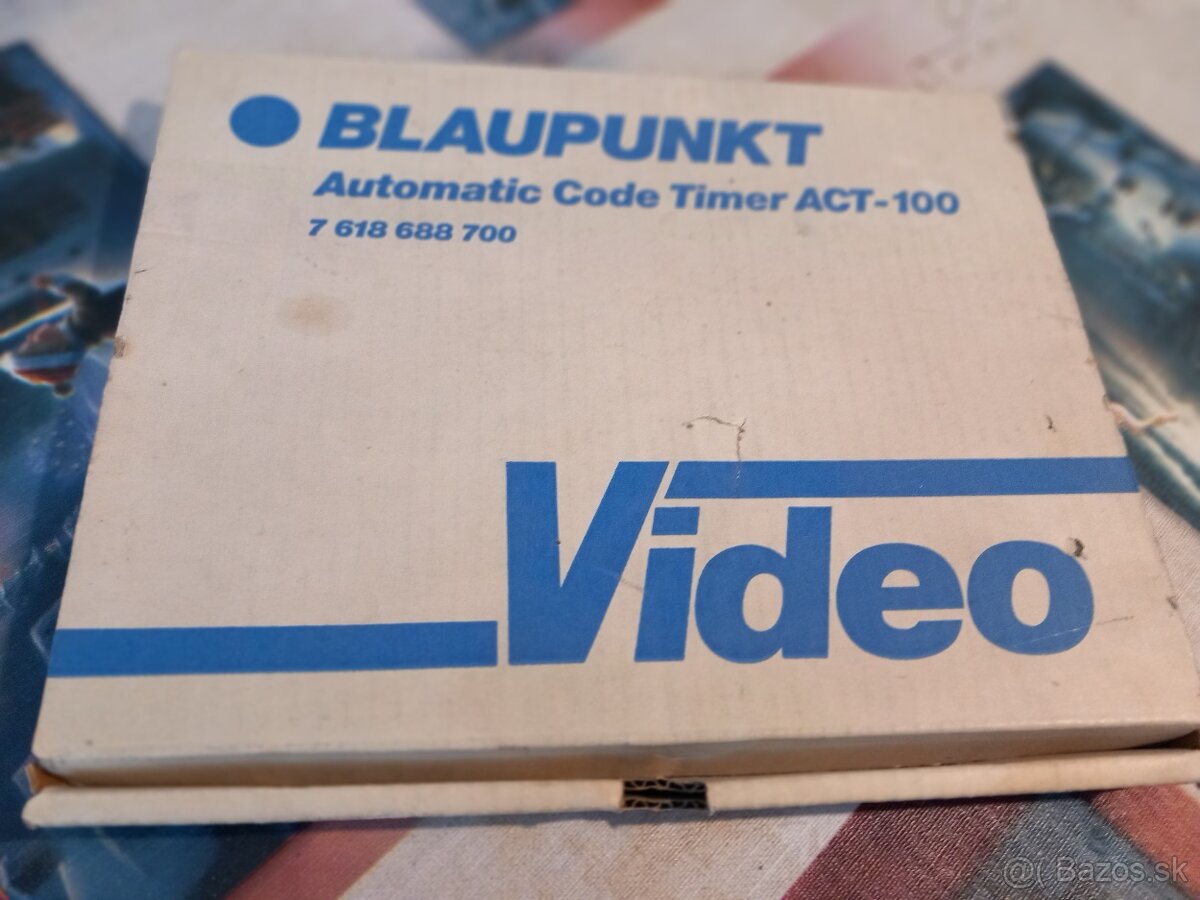 BLAUPUNKT
Automatic Code Timer ACT-100
7 618 688 700
Video
@( Bazos.sk